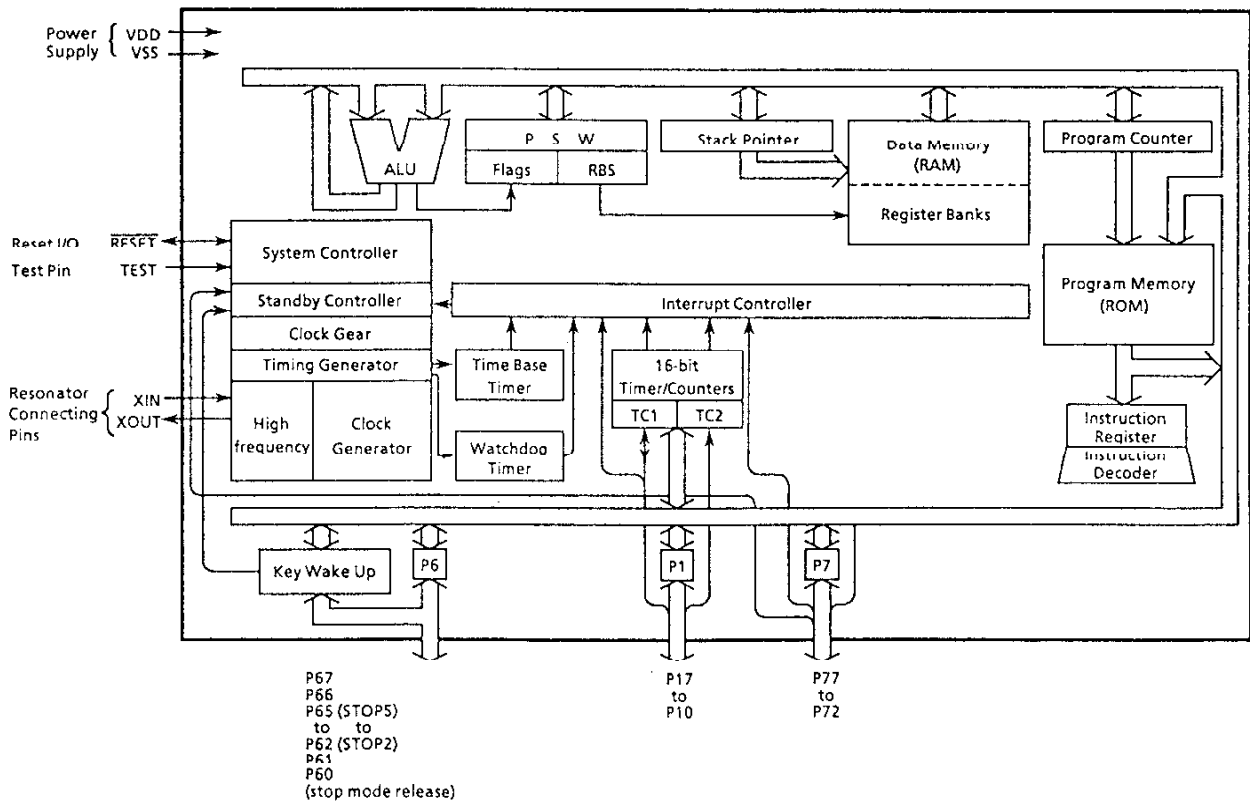 Power VDD
Supply VSS
P S W
Flags RBS
ALU
Stack Pointer
Data Memory
(RAM)
Register Banks
Program Counter
Reset I/O RESET
Test Pin TEST
System Controller
Standby Controller
Clock Gear
Timing Generator
High
frequency
Clock
Generator
Interrupt Controller
Time Base
Timer
Watchdog
Timer
16-bit
Timer/Counters
TC1 TC2
Program Memory
(ROM)
Instruction
Register
Instruction
Decoder
Resonator
Connecting
Pins
XIN
XOUT
Key Wake Up
P6
P1
P7
P67
P66
P65 (STOP5)
to to
P62 (STOP2)
P61
P60
(stop mode release)
P17
to
P10
P77
to
P72